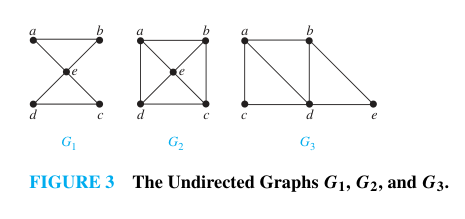 a b a b a b
e e
d c d c c d e
G1 G2 G3
FIGURE 3 The Undirected Graphs G1, G2, and G3.